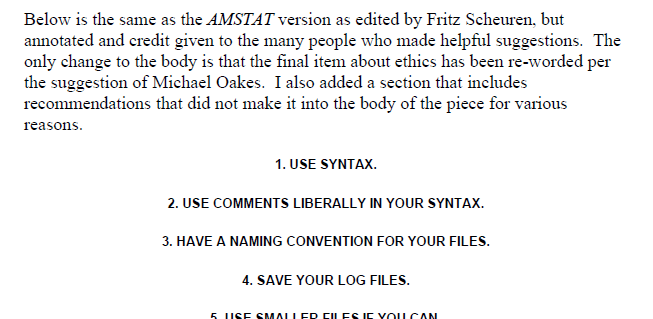 Below is the same as the AMSTAT version as edited by Fritz Scheuren, but
annotated and credit given to the many people who made helpful suggestions.  The
only change to the body is that the final item about ethics has been re-worded per
the suggestion of Michael Oakes.  I also added a section that includes
recommendations that did not make it into the body of the piece for various
reasons.
1. USE SYNTAX.
2. USE COMMENTS LIBERALLY IN YOUR SYNTAX.
3. HAVE A NAMING CONVENTION FOR YOUR FILES.
4. SAVE YOUR LOG FILES.
5. USE SMALLER FILES IF YOU CAN